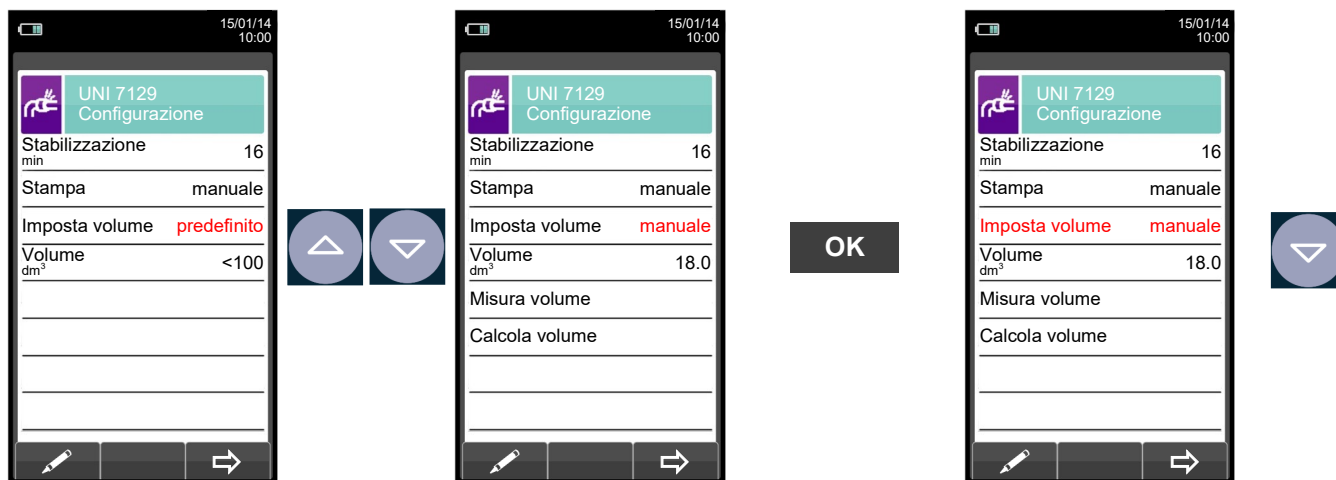 15/01/14
10:00
UNI 7129
Configurazione
Stabilizzazione
min
16
Stampa manuale
Imposta volume predefinito
Volume
dm³
<100
15/01/14
10:00
UNI 7129
Configurazione
Stabilizzazione
min
16
Stampa manuale
Imposta volume manuale
Volume
dm³
18.0
Misura volume
Calcola volume
OK
15/01/14
10:00
UNI 7129
Configurazione
Stabilizzazione
min
16
Stampa manuale
Imposta volume manuale
Volume
dm³
18.0
Misura volume
Calcola volume